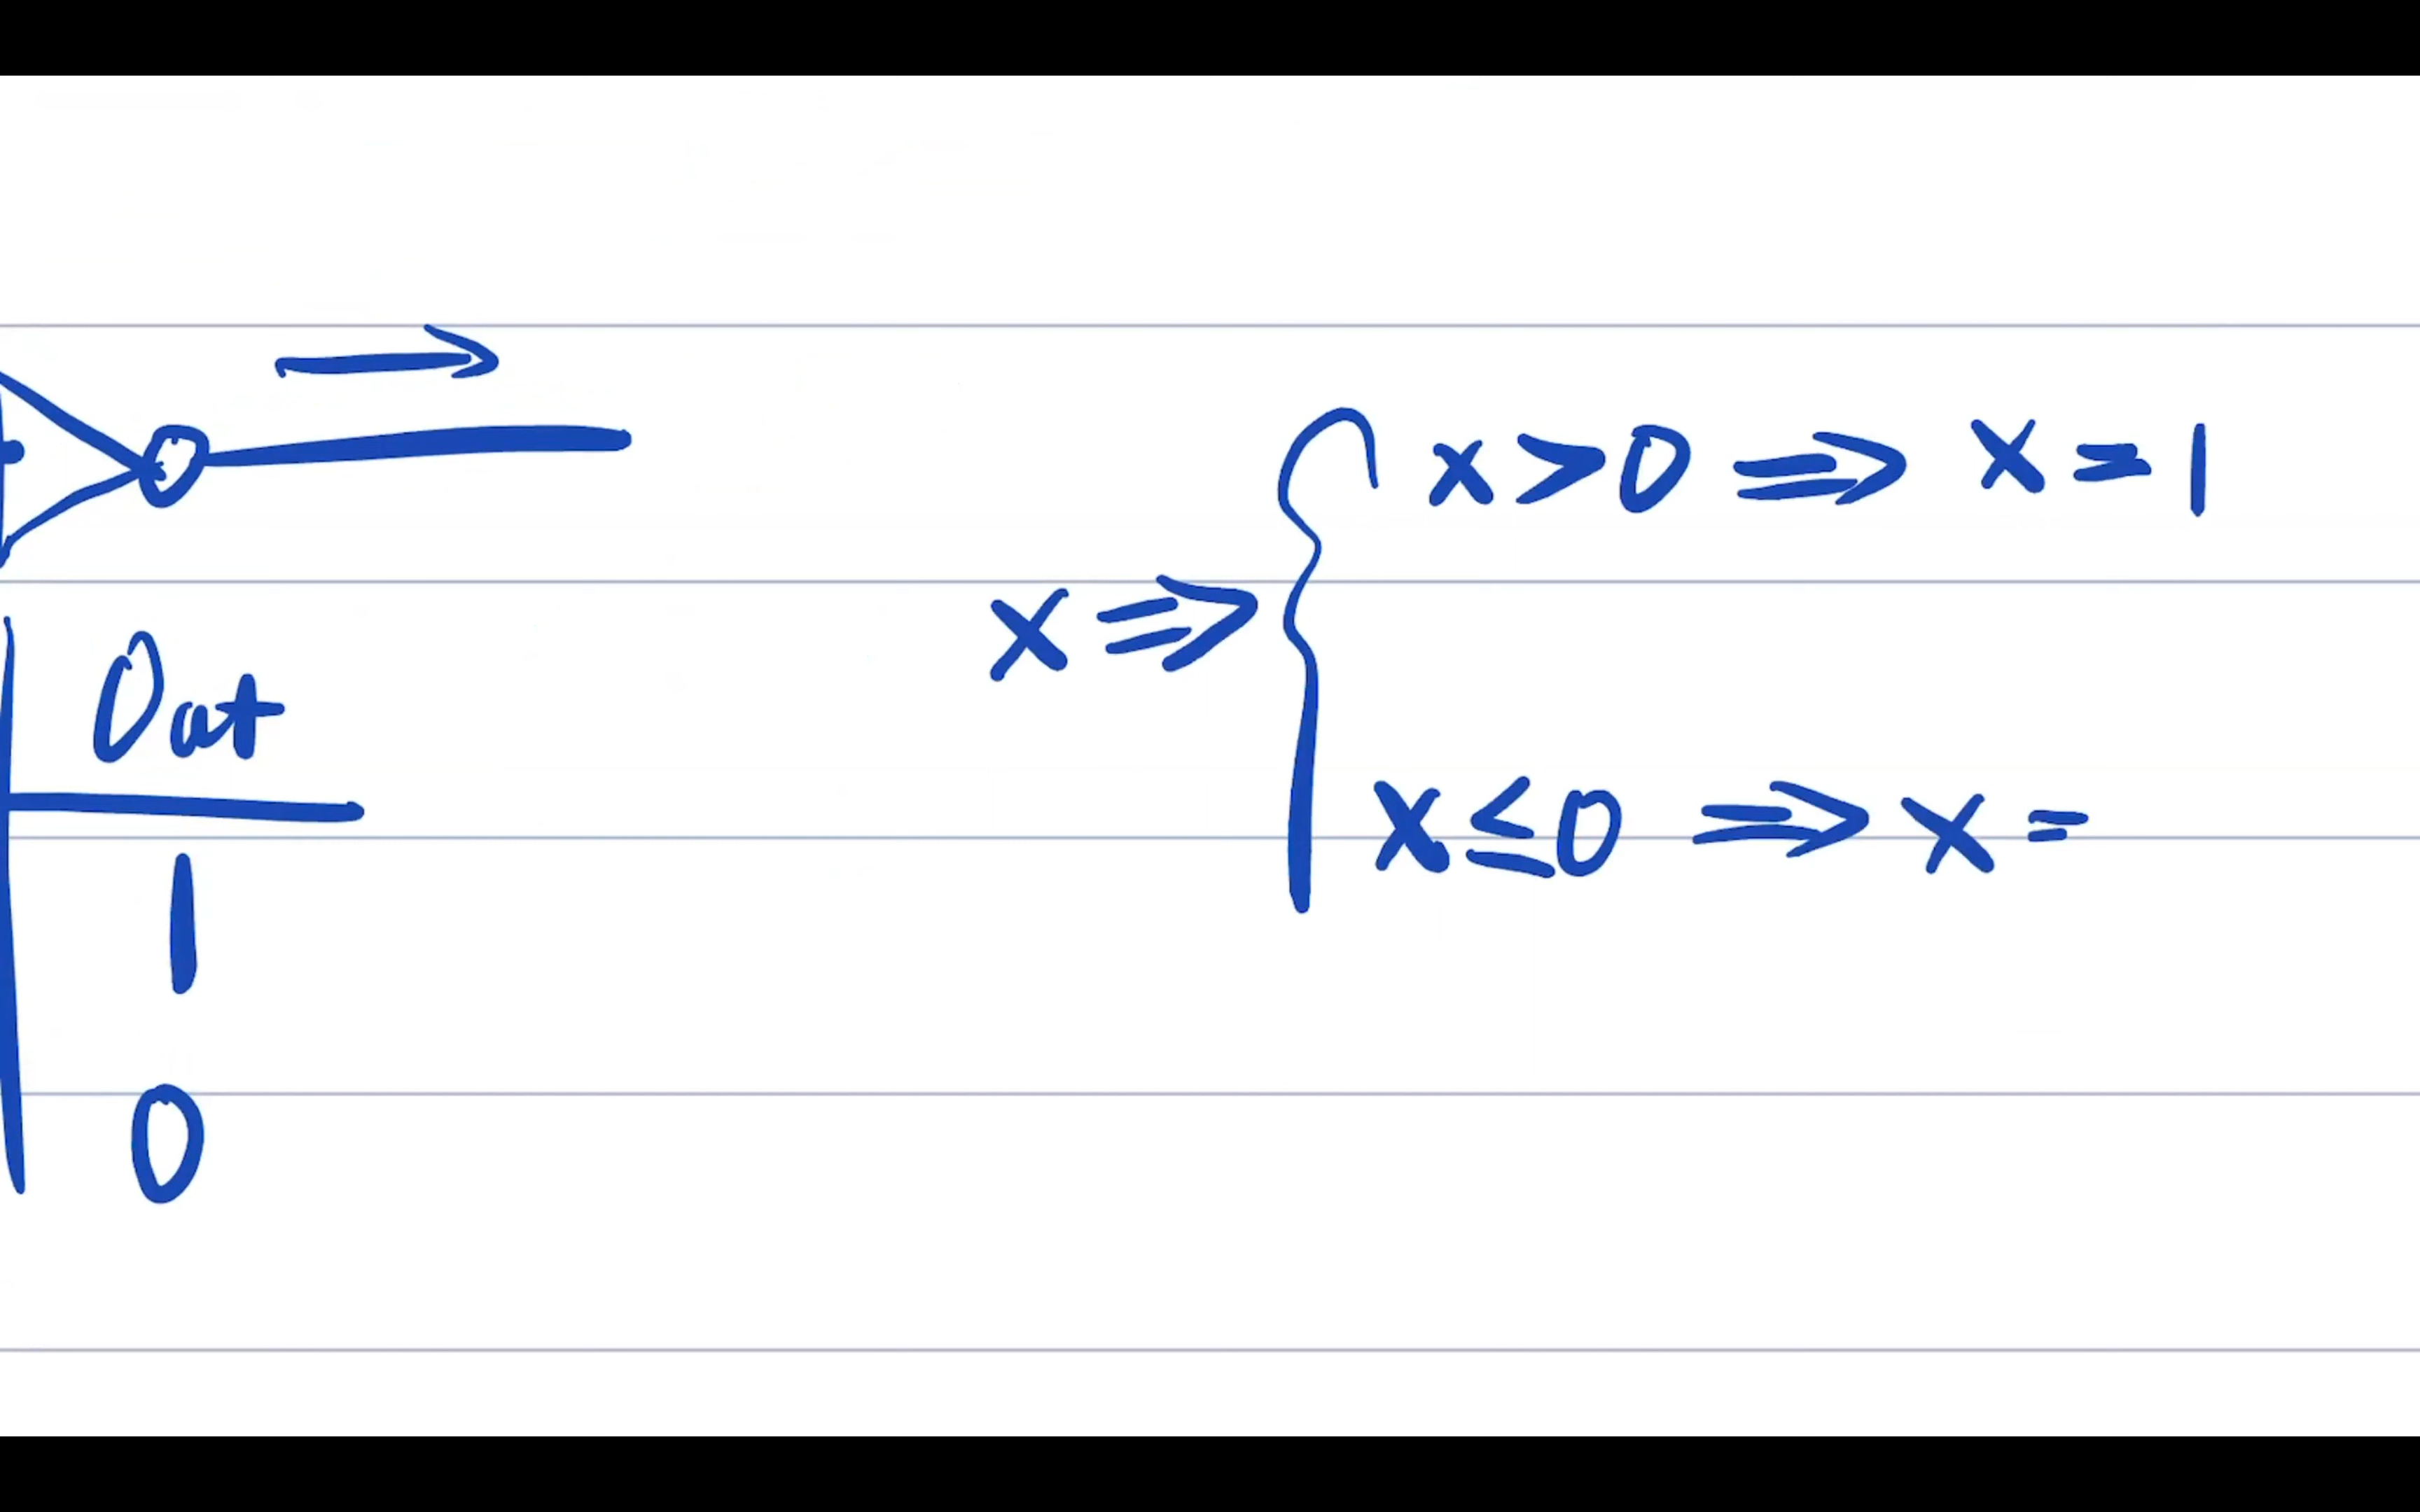 x>0 ⇒ x=1
x ⇒ {
Out
x≤0 ⇒ x=
1
0